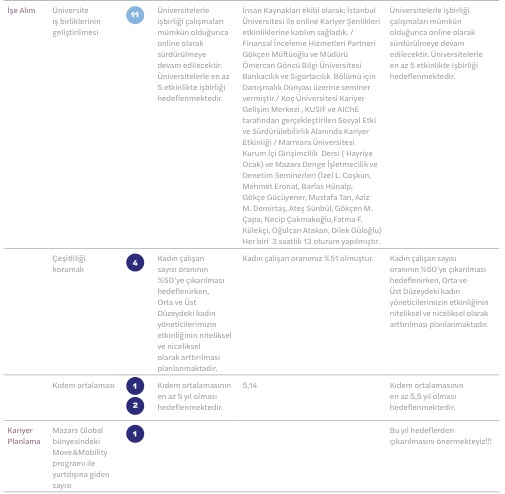 İşe Alım
Üniversite
iş birliklerinin
geliştirilmesi
11
Üniversitelerle
işbirliği çalışmaları
mümkün olduğunca
online olarak
sürdürülmeye
devam edilecektir.
Üniversitelerle en az
5 etkinlikte işbirliği
hedeflenmektedir.
İnsan Kaynakları ekibi olarak; İstanbul
Üniversitesi ile online Kariyer Şenlikleri
etkinliklerine katılım sağladık. /
Finansal İnceleme Hizmetleri Partneri
Gökçen Müftüoğlu ve Müdürü
Ömercan Göncü Bilgi Üniversitesi
Bankacılık ve Sigortacılık Bölümü için
Danışmalık Dünyası üzerine seminer
vermiştir./ Koç Üniversitesi Kariyer
Gelişim Merkezi , KUSIF ve AIChE
tarafından gerçekleştirilen Sosyal Etki
ve Sürdürülebilirlik Alanında Kariyer
Etkinliği / Marmara Üniversitesi
Kurum İçi Girişimcilik Dersi ( Hayriye
Ocak) ve Mazars Denge İşletmecilik ve
Denetim Seminerleri (İzel L. Coşkun,
Mehmet Eronat, Barlas Hünalp,
Gökçe Gücüyener, Mustafa Tan, Aziz
M. Demirtaş, Ateş Sünbül, Gökçen M.
Çapa, Necip Çakmakoğlu,Fatma F.
Külekçi, Oğulcan Atakan, Dilek Güloğlu)
Her biri 3 saatlik 13 oturum yapılmıştır.
Üniversitelerle işbirliği
çalışmaları mümkün
olduğunca online olarak
sürdürülmeye devam
edilecektir. Üniversitelerle
en az 5 etkinlikte işbirliği
hedeflenmektedir.
Çeşitliliği
korumak
4
Kadın çalışan
sayısı oranının
%50'ye çıkarılması
hedeflenirken,
Orta ve Üst
Düzeydeki kadın
yöneticilerimizin
etkinliğinin niteliksel
ve niceliksel
olarak arttırılması
planlanmaktadır.
Kadın çalışan oranımız %51 olmuştur.
Kadın çalışan sayısı
oranının %50'ye çıkarılması
hedeflenirken, Orta ve
Üst Düzeydeki kadın
yöneticilerimizin etkinliğinin
niteliksel ve niceliksel olarak
arttırılması planlanmaktadır.
Kıdem ortalaması
1
2
Kıdem ortalamasının
en az 5 yıl olması
hedeflenmektedir.
5,14
Kıdem ortalamasının
en az 5,5 yıl olması
hedeflenmektedir.
Kariyer
Planlama
Mazars Global
bünyesindeki
Move&Mobility
programı ile
yurtdışına giden
sayısı
1
Bu yıl hedeflerden
çıkarılmasını önermekteyiz!!!